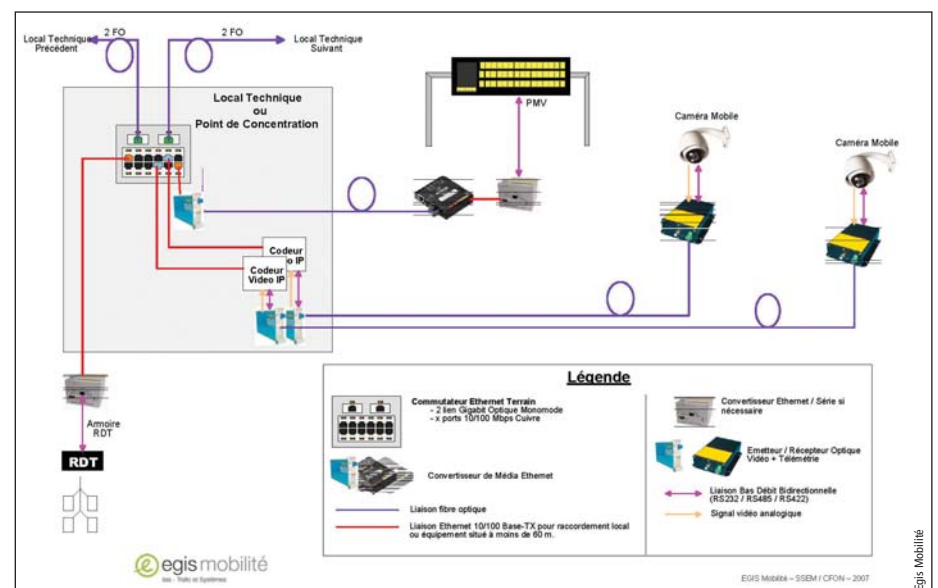 2 FO
2 FO
Local Technique
Précédent
Local Technique
Suivant
Local Technique
ou
Point de Concentration
PMV
Caméra Mobile
Caméra Mobile
Codeur
Codeur
Video IP
Armoire
RDT
RDT
Légende
Commutateur Ethernet Terrain
- 2 lien Gigabit Optique Monomode
- x ports 10/100 Mbps Cuivre
Convertisseur de Média Ethernet
Liaison fibre optique
Liaison Ethernet 10/100 Base-TX pour raccordement local
ou équipement situé à moins de 60 m.
Convertisseur Ethernet / Série si
nécessaire
Emetteur / Récepteur Optique
Vidéo + Télémétrie
Liaison Bas Débit Bidirectionnelle
(RS232 / RS485 / RS422)
Signal vidéo analogique
egis mobilité
EGIS Mobilité – SSEM / CFON – 2007
Egis Mobilité